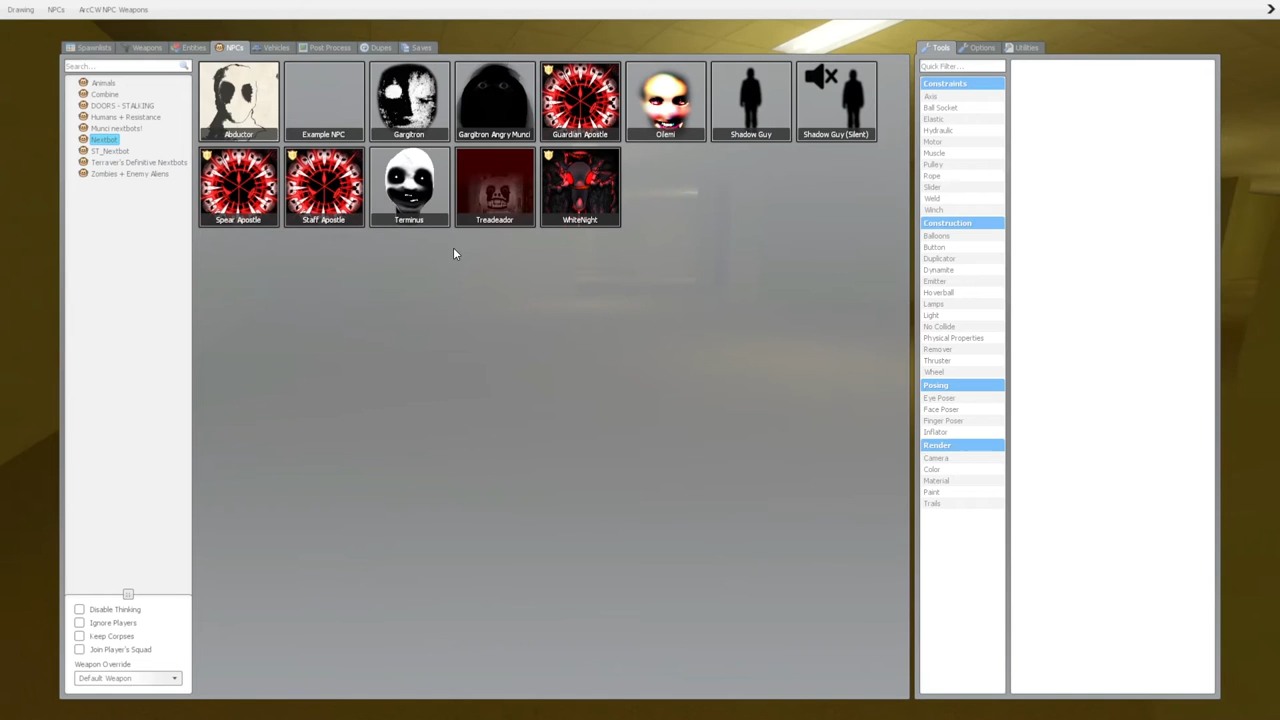 Drawing NPCs ArcCW NPC Weapons
Spawnlists Weapons Entities NPCs Vehicles Post Process Dupes Saves
Search...
Animals
Combine
DOORS - STALKING
Humans + Resistance
Munci nextbots!
Nextbot
ST_Nextbot
Terraver's Definitive Nextbots
Zombies + Enemy Aliens
Abductor Example NPC Gargitron Gargitron Angry Munci Guardian Apostle Oilemi Shadow Guy Shadow Guy (Silent)
Spear Apostle Staff Apostle Terminus Treadeador WhiteNight
Disable Thinking
Ignore Players
Keep Corpses
Join Player's Squad
Weapon Override
Default Weapon
Tools Options Utilities
Quick Filter...
Constraints
Axis
Ball Socket
Elastic
Hydraulic
Motor
Muscle
Pulley
Rope
Slider
Weld
Winch
Construction
Balloons
Button
Duplicator
Dynamite
Emitter
Hoverball
Lamps
Light
No Collide
Physical Properties
Remover
Thruster
Wheel
Posing
Eye Poser
Face Poser
Finger Poser
Inflator
Render
Camera
Color
Material
Paint
Trails